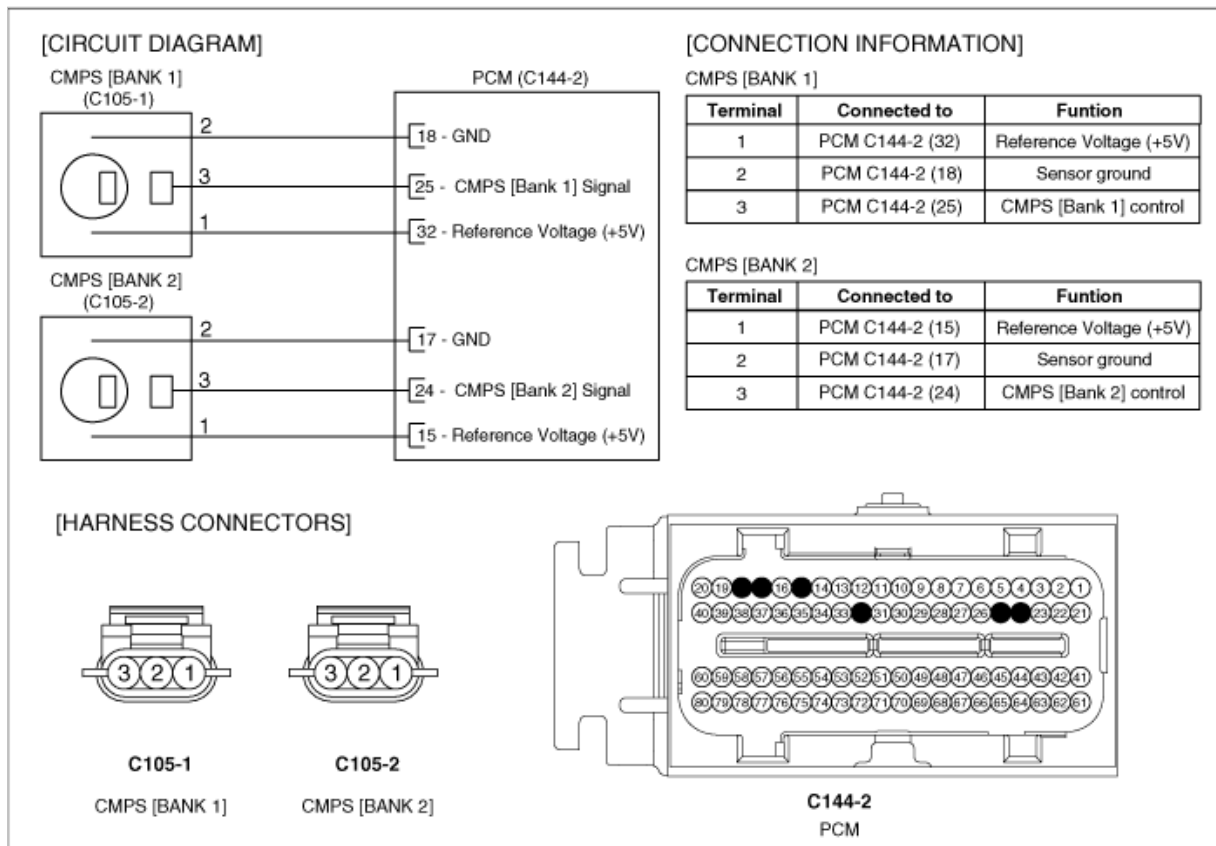 [CIRCUIT DIAGRAM]
CMPS [BANK 1]
(C105-1)
PCM (C144-2)
2
18 - GND
3
25 - CMPS [Bank 1] Signal
1
32 - Reference Voltage (+5V)
CMPS [BANK 2]
(C105-2)
2
17 - GND
3
24 - CMPS [Bank 2] Signal
1
15 - Reference Voltage (+5V)
[CONNECTION INFORMATION]
CMPS [BANK 1]
Terminal Connected to Funtion
1 PCM C144-2 (32) Reference Voltage (+5V)
2 PCM C144-2 (18) Sensor ground
3 PCM C144-2 (25) CMPS [Bank 1] control
CMPS [BANK 2]
Terminal Connected to Funtion
1 PCM C144-2 (15) Reference Voltage (+5V)
2 PCM C144-2 (17) Sensor ground
3 PCM C144-2 (24) CMPS [Bank 2] control
[HARNESS CONNECTORS]
3 2 1
C105-1
CMPS [BANK 1]
3 2 1
C105-2
CMPS [BANK 2]
20 19 16 14 13 12 11 10 9 8 7 6 5 4 3 2 1
40 39 38 37 36 35 34 33 31 30 29 28 27 26 23 22 21
60 59 58 57 56 55 54 53 52 51 50 49 48 47 46 45 44 43 42 41
80 79 78 77 76 75 74 73 72 71 70 69 68 67 66 65 64 63 62 61
C144-2
PCM